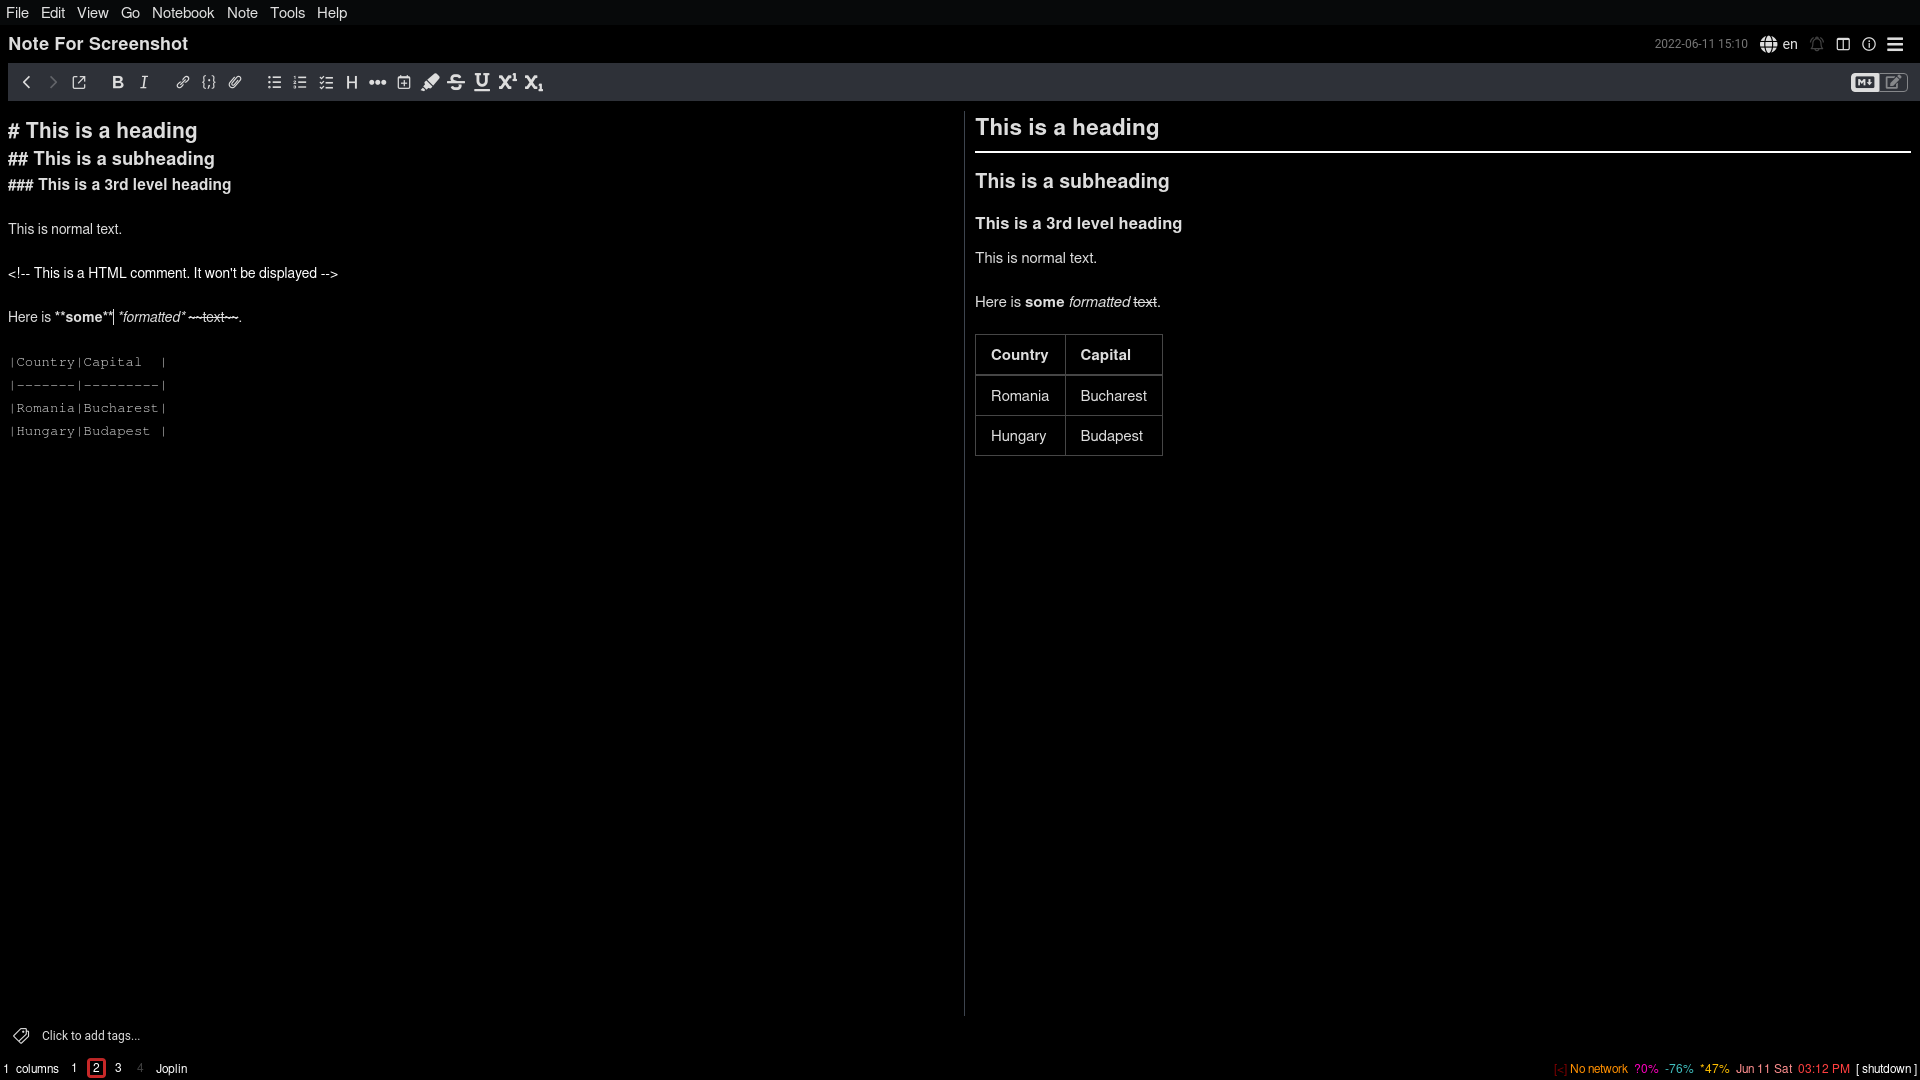 File Edit View Go Notebook Note Tools Help
Note For Screenshot
2022-06-11 15:10 en
# This is a heading
## This is a subheading
### This is a 3rd level heading
This is normal text.
<!-- This is a HTML comment. It won't be displayed -->
Here is **some** *formatted* ~~text~~.
|Country|Capital  |
|-------|---------|
|Romania|Bucharest|
|Hungary|Budapest |
This is a heading
This is a subheading
This is a 3rd level heading
This is normal text.
Here is some formatted text.
Country Capital
Romania Bucharest
Hungary Budapest
Click to add tags...
1 columns 1 2 3 4 Joplin
[<] No network ?0% -76% *47% Jun 11 Sat 03:12 PM [ shutdown ]